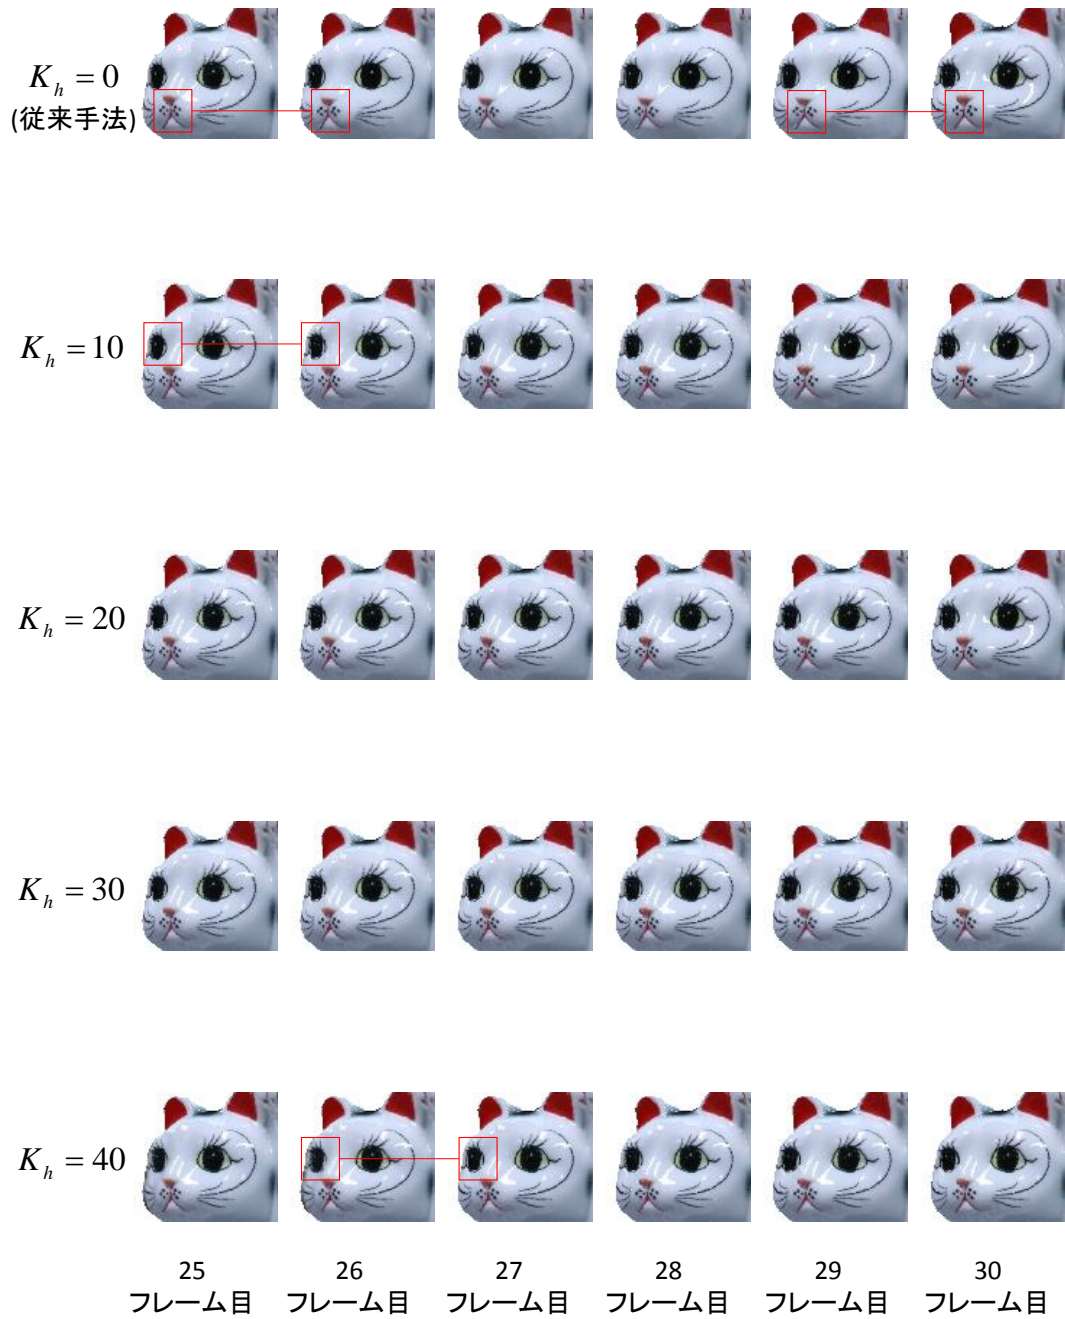 K_h = 0
(従来手法)
K_h = 10
K_h = 20
K_h = 30
K_h = 40
25 26 27 28 29 30
フレーム目 フレーム目 フレーム目 フレーム目 フレーム目 フレーム目